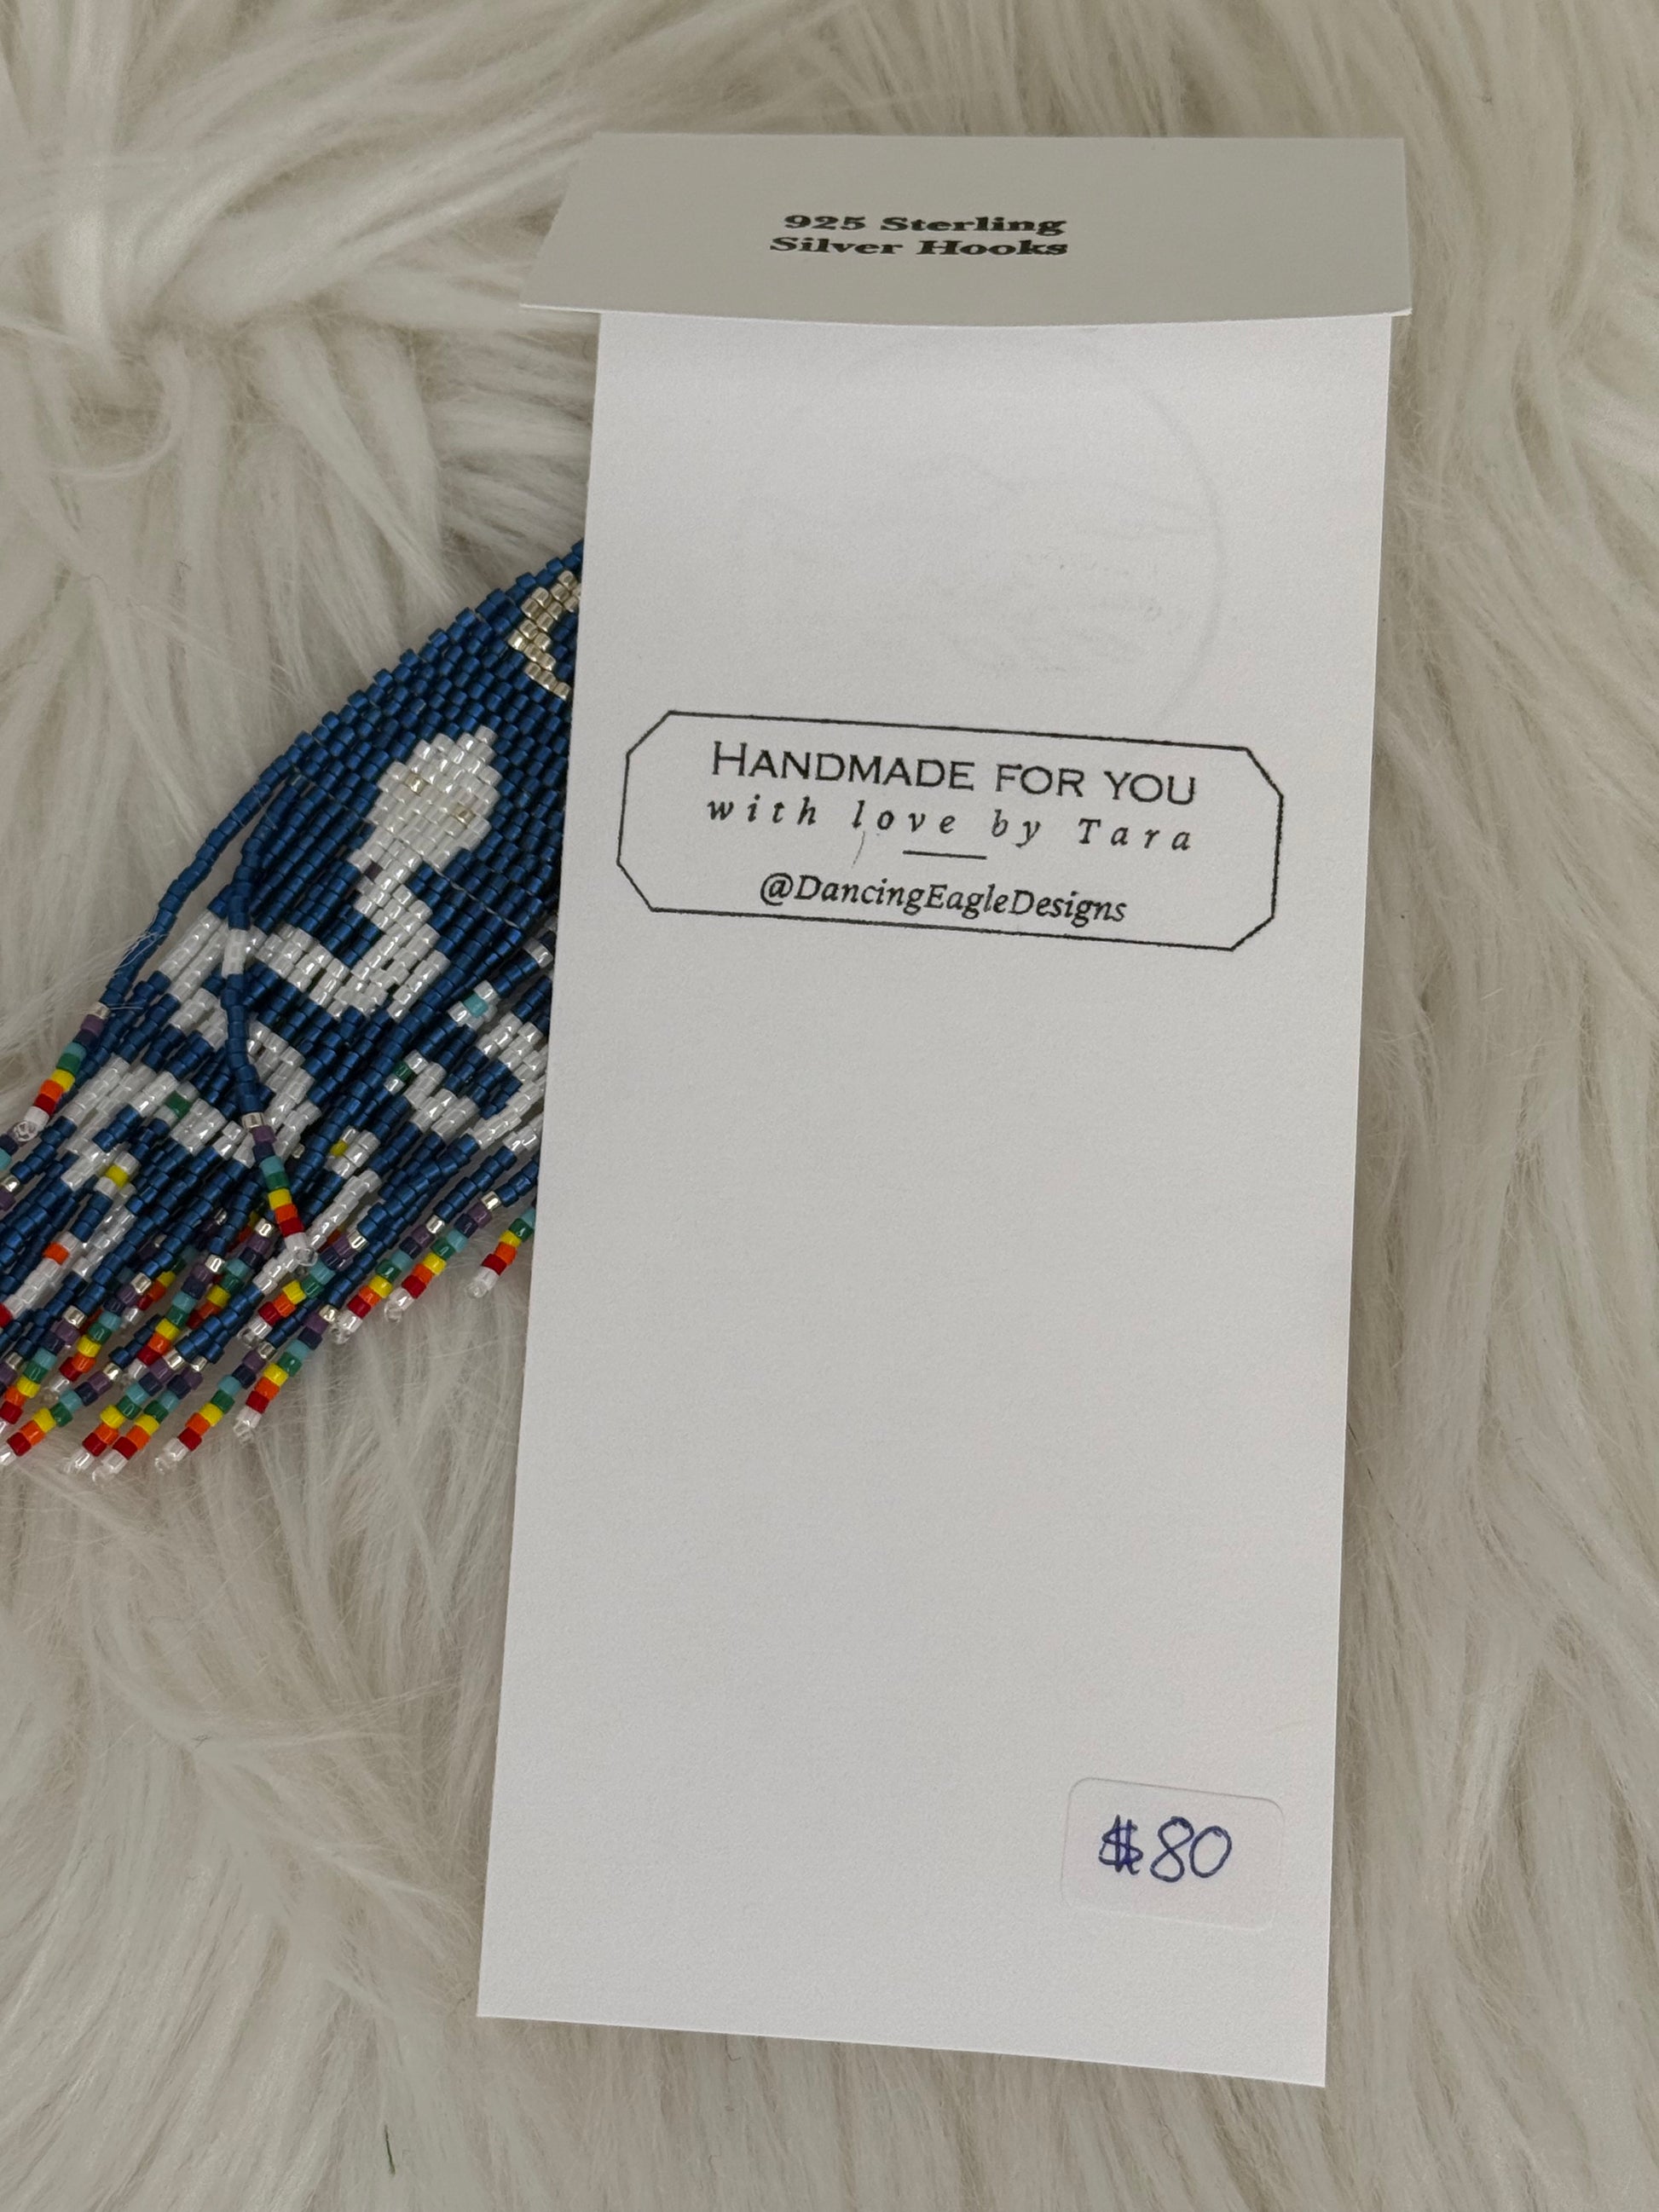 925 Sterling
Silver Hooks
HANDMADE FOR YOU
with love by Tara
@DancingEagleDesigns
$80